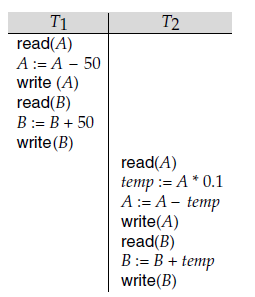 T1 T2
read(A)
A := A − 50
write (A)
read(B)
B := B + 50
write(B)
read(A)
temp := A * 0.1
A := A − temp
write(A)
read(B)
B := B + temp
write(B)